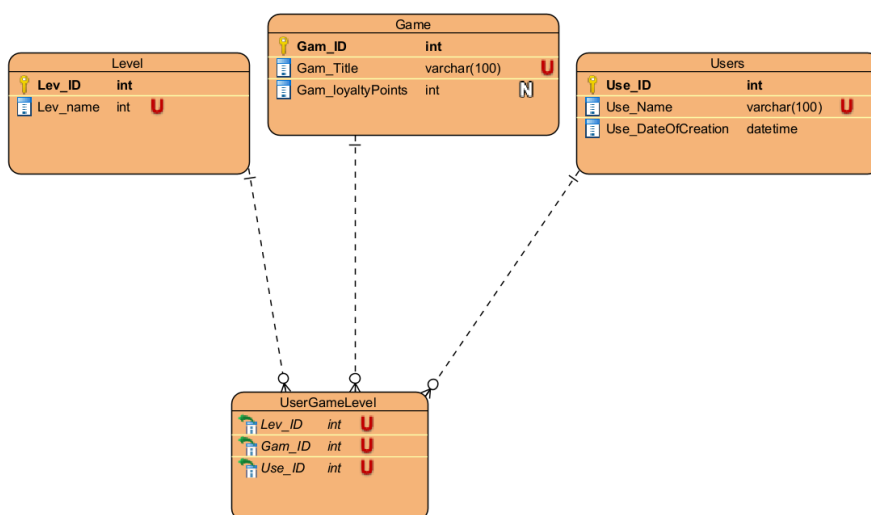 Game
Gam_ID int
Gam_Title varchar(100) U
Gam_loyaltyPoints int N
Level
Lev_ID int
Lev_name int U
Users
Use_ID int
Use_Name varchar(100) U
Use_DateOfCreation datetime
UserGameLevel
Lev_ID int U
Gam_ID int U
Use_ID int U